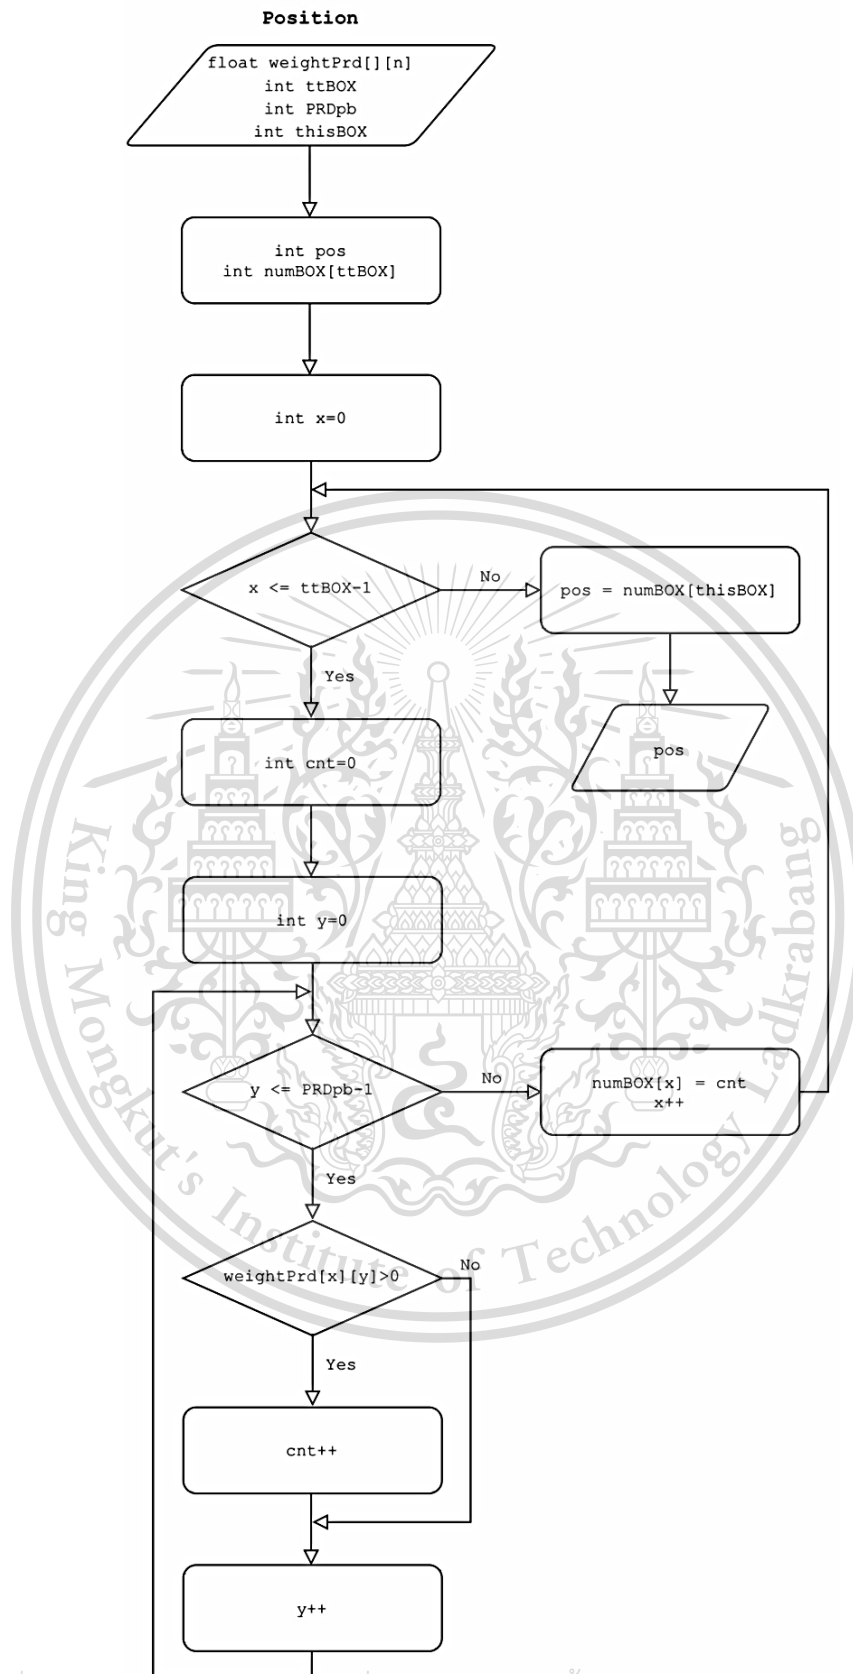 Position
float weightPrd[][n]
int ttBOX
int PRDpb
int thisBOX
int pos
int numBOX[ttBOX]
int x=0
x <= ttBOX-1
No
pos = numBOX[thisBOX]
Yes
pos
int cnt=0
int y=0
y <= PRDpb-1
No
numBOX[x] = cnt
x++
Yes
weightPrd[x][y]>0
No
Yes
cnt++
y++
King Mongkut's Institute of Technology Ladkrabang